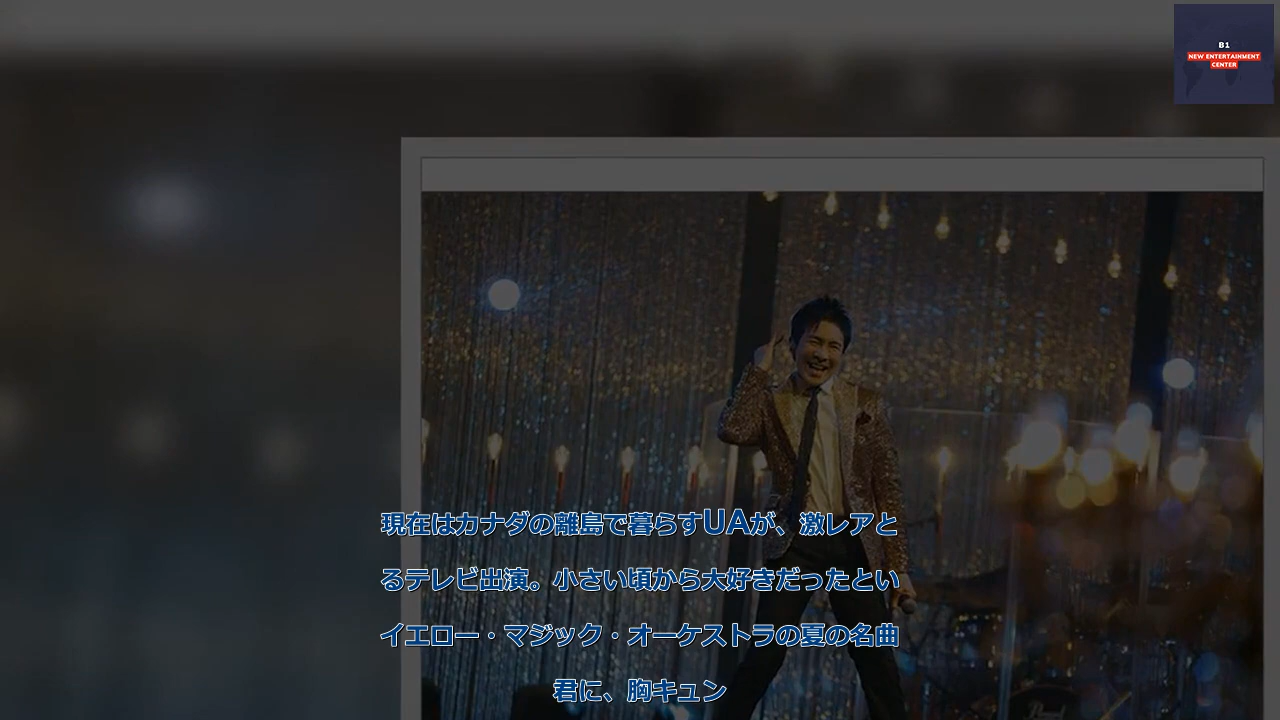 B1
NEW ENTERTAINMENT
CENTER
現在はカナダの離島で暮らすUAが、激レアと
るテレビ出演。小さい頃から大好きだったとい
イエロー・マジック・オーケストラの夏の名曲
君に、胸キュン